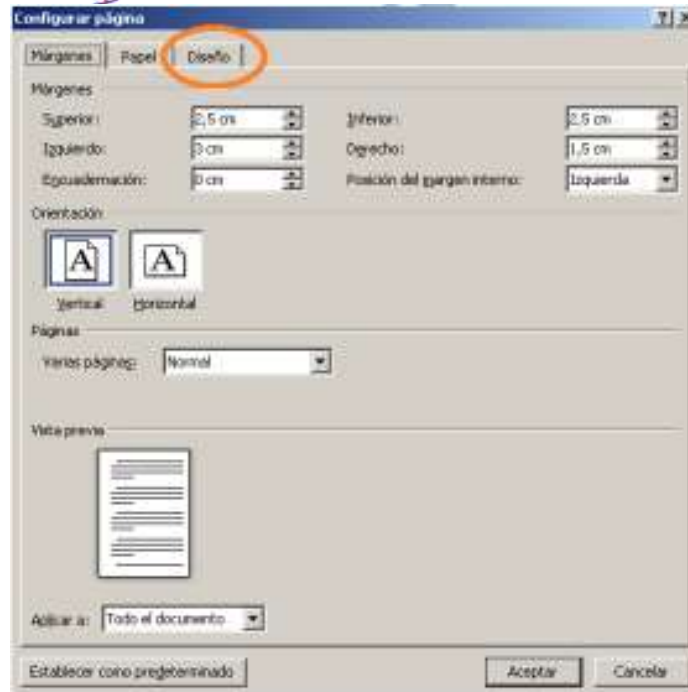 Configurar página
Márgenes Papel Diseño
Márgenes
Superior: 2,5 cm Inferior: 2,5 cm
Izquierdo: 3 cm Derecho: 1,5 cm
Encuadernación: 0 cm Posición del margen interno: Izquierda
Orientación
A A
Vertical Horizontal
Páginas
Varias páginas: Normal
Vista previa
Aplicar a: Todo el documento
Establecer como predeterminado Aceptar Cancelar